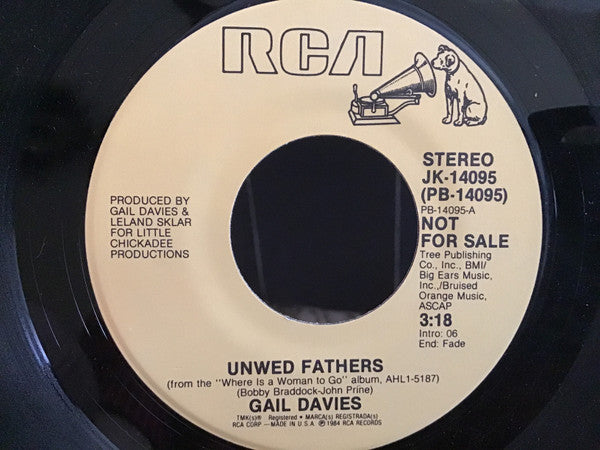 RCA
STEREO
JK-14095
(PB-14095)
PB-14095-A
NOT
FOR SALE
Tree Publishing
Co., Inc., BMI/
Big Ears Music,
Inc.,/Bruised
Orange Music,
ASCAP
3:18
Intro: 06
End: Fade
PRODUCED BY
GAIL DAVIES &
LELAND SKLAR
FOR LITTLE
CHICKADEE
PRODUCTIONS
UNWED FATHERS
(from the "Where Is a Woman to Go" album, AHL1-5187)
(Bobby Braddock-John Prine)
GAIL DAVIES
TMK(s)® Registered • MARCA(s) REGISTRADA(s)
RCA CORP —MADE IN U.S.A. ℗ 1984 RCA RECORDS